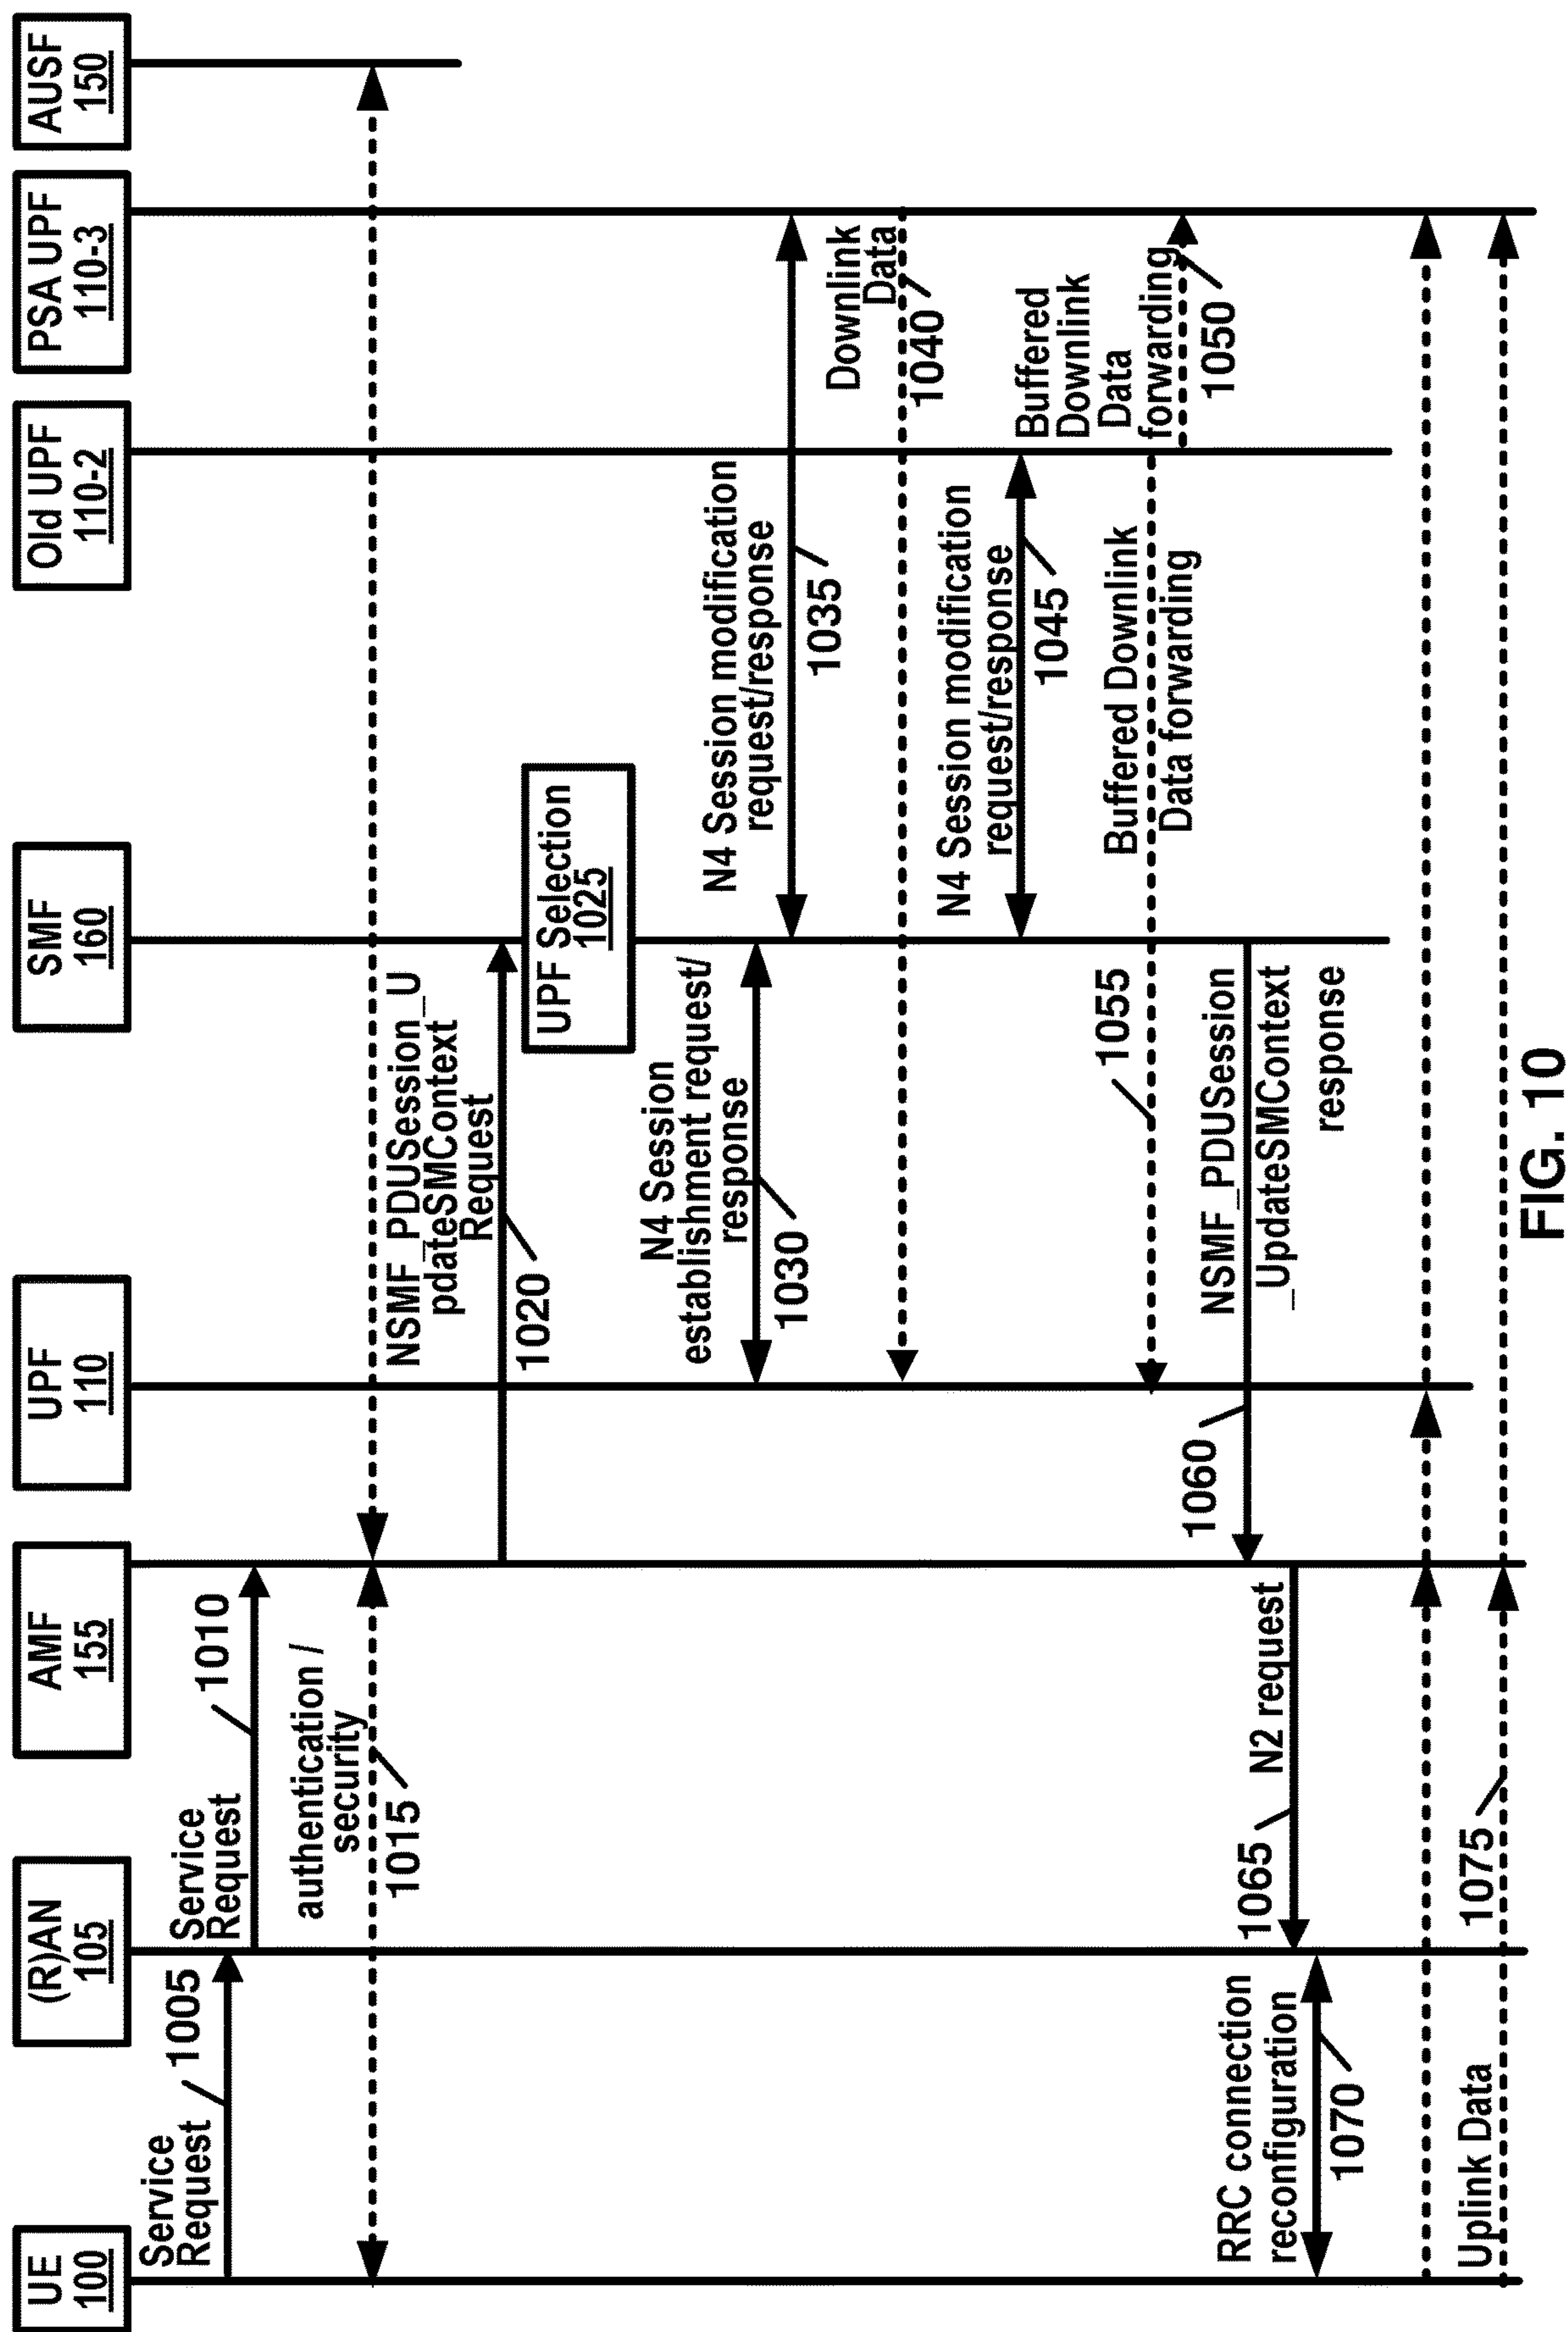 UE
100
(R)AN
105
AMF
155
UPF
110
SMF
160
Old UPF
110-2
PSA UPF
110-3
AUSF
150
Service
Request
1005
Service
Request
1010
authentication /
security
1015
NSMF_PDUSession_U
pdateSMContext
Request
1020
UPF Selection
1025
N4 Session
establishment request/
response
1030
N4 Session modification
request/response
1035
Downlink
Data
1040
N4 Session modification
request/response
1045
Buffered
Downlink
Data
forwarding
1050
Buffered Downlink
Data forwarding
1055
NSMF_PDUSession
_UpdateSMContext
response
1060
N2 request
1065
RRC connection
reconfiguration
1070
Uplink Data
1075
FIG. 10